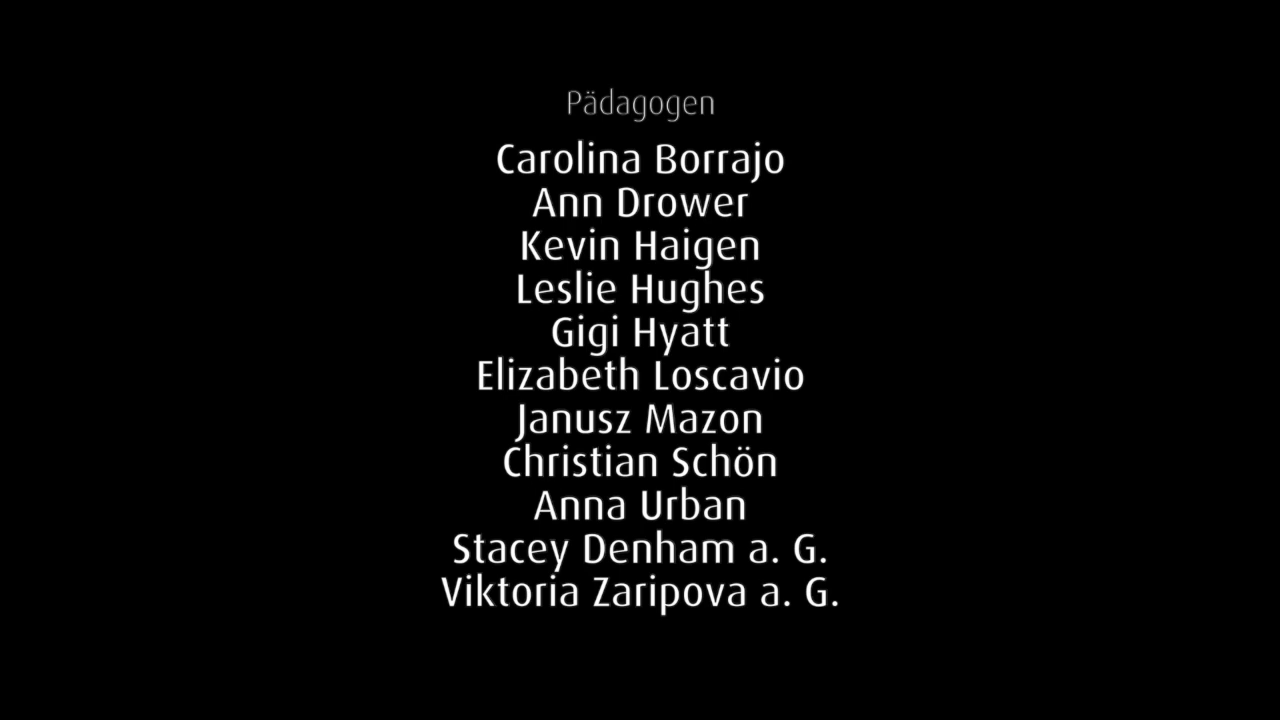 Pädagogen
Carolina Borrajo
Ann Drower
Kevin Haigen
Leslie Hughes
Gigi Hyatt
Elizabeth Loscavio
Janusz Mazon
Christian Schön
Anna Urban
Stacey Denham a. G.
Viktoria Zaripova a. G.